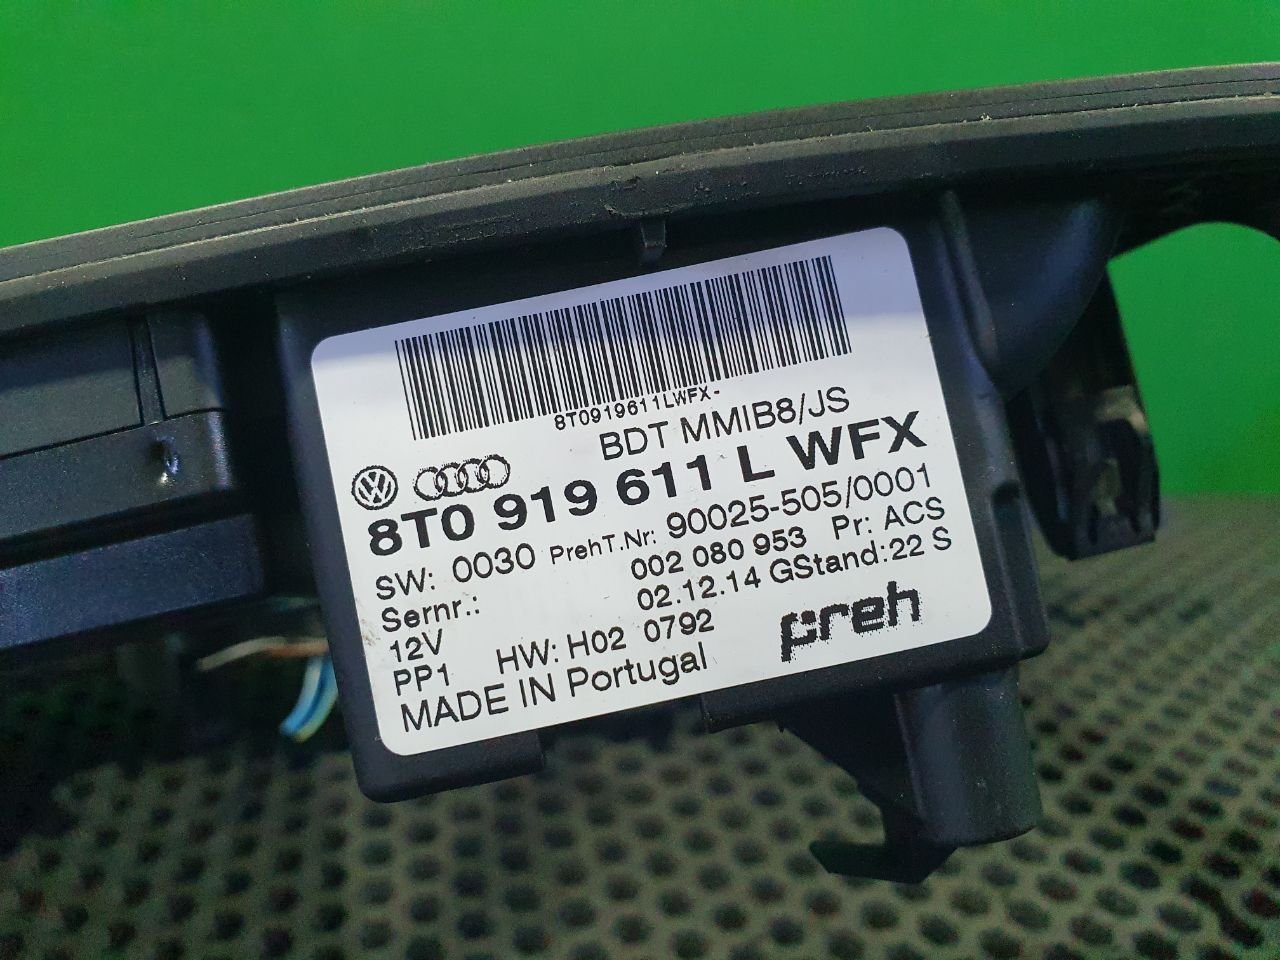 8T0919611LWFX-
BDT MMIB8/JS
8T0 919 611 L WFX
SW: 0030 PrehT.Nr: 90025-505/0001
Sernr.: 002 080 953 Pr: ACS
12V 02.12.14 GStand:22 S
PP1 HW: H02 0792
MADE IN Portugal
preh